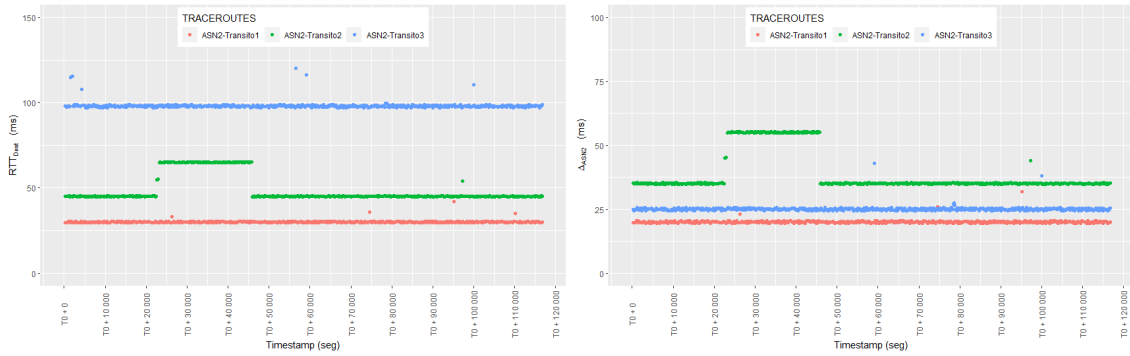 TRACEROUTES
ASN2-Transito1 ASN2-Transito2 ASN2-Transito3
150
100
50
0
RTT Dest (ms)
T0 + 0
T0 + 10 000
T0 + 20 000
T0 + 30 000
T0 + 40 000
T0 + 50 000
T0 + 60 000
T0 + 70 000
T0 + 80 000
T0 + 90 000
T0 + 100 000
T0 + 110 000
T0 + 120 000
Timestamp (seg)
TRACEROUTES
ASN2-Transito1 ASN2-Transito2 ASN2-Transito3
100
75
50
25
0
Δ ASN2 (ms)
T0 + 0
T0 + 10 000
T0 + 20 000
T0 + 30 000
T0 + 40 000
T0 + 50 000
T0 + 60 000
T0 + 70 000
T0 + 80 000
T0 + 90 000
T0 + 100 000
T0 + 110 000
T0 + 120 000
Timestamp (seg)